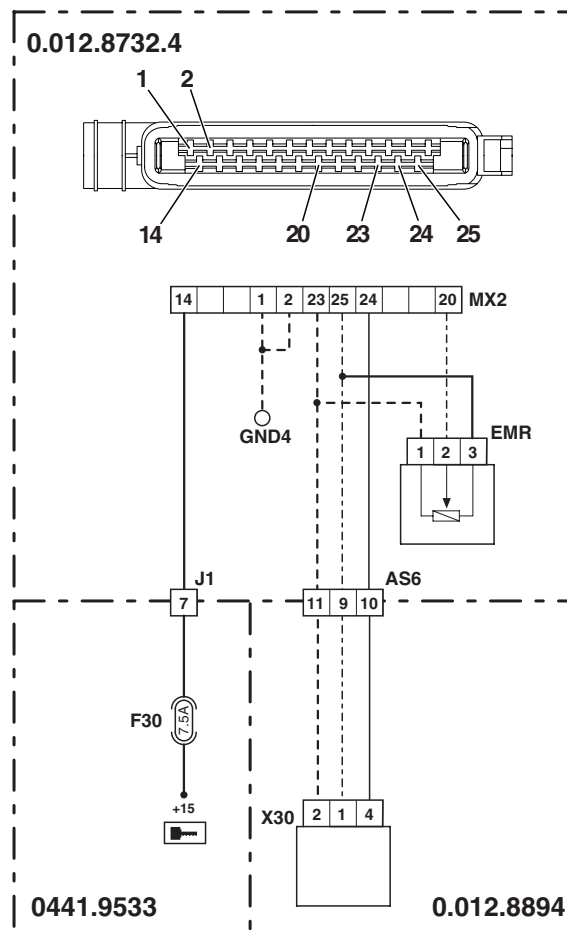 0.012.8732.4
1 2
14 20 23 24 25
14 1 2 23 25 24 20 MX2
GND4
EMR
1 2 3
J1 AS6
7 11 9 10
F30 7.5A
+15
X30 2 1 4
0441.9533 0.012.8894